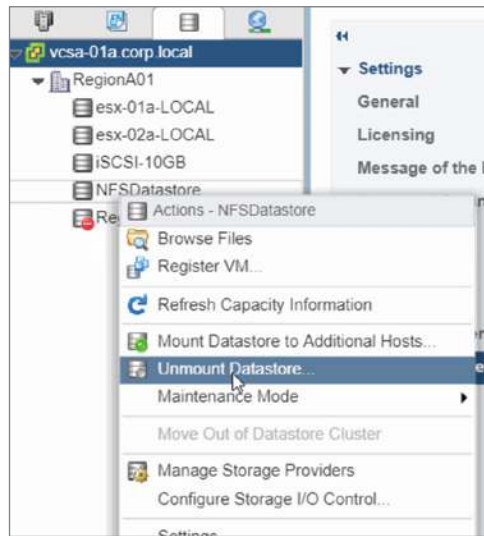 vcsa-01a.corp.local
RegionA01
esx-01a-LOCAL
esx-02a-LOCAL
iSCSI-10GB
NFSDatastore
Re
Actions - NFSDatastore
Browse Files
Register VM...
Refresh Capacity Information
Mount Datastore to Additional Hosts...
Unmount Datastore...
Maintenance Mode
Move Out of Datastore Cluster
Manage Storage Providers
Configure Storage I/O Control...
Settings
Settings
General
Licensing
Message of the